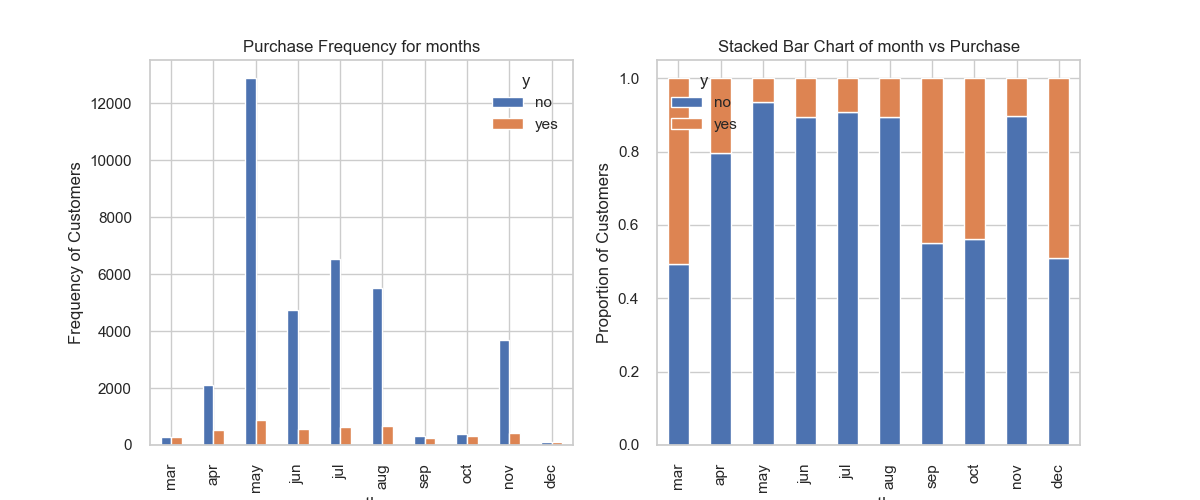 Purchase Frequency for months
Frequency of Customers
12000
10000
8000
6000
4000
2000
0
y
no
yes
mar
apr
may
jun
jul
aug
sep
oct
nov
dec
Stacked Bar Chart of month vs Purchase
Proportion of Customers
1.0
0.8
0.6
0.4
0.2
0.0
y
no
yes
mar
apr
may
jun
jul
aug
sep
oct
nov
dec